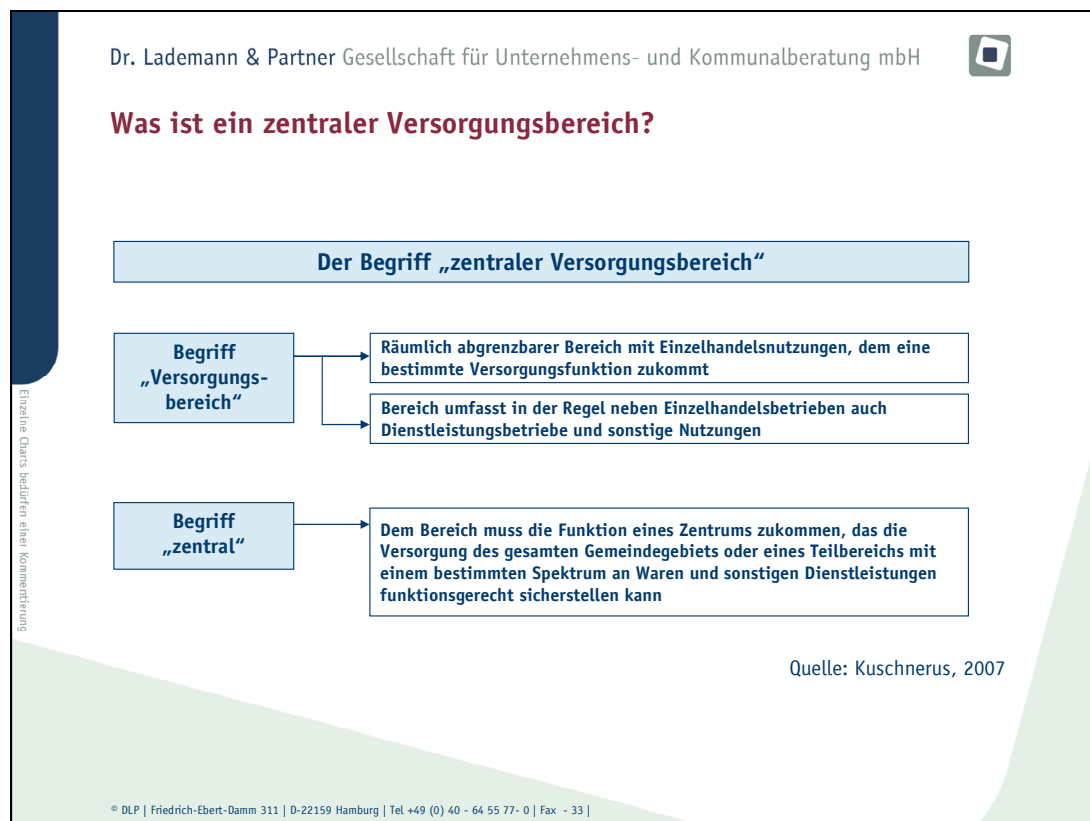 Dr. Lademann & Partner Gesellschaft für Unternehmens- und Kommunalberatung mbH
Was ist ein zentraler Versorgungsbereich?
Der Begriff „zentraler Versorgungsbereich“
Begriff
„Versorgungs-
bereich“
Räumlich abgrenzbarer Bereich mit Einzelhandelsnutzungen, dem eine
bestimmte Versorgungsfunktion zukommt
Bereich umfasst in der Regel neben Einzelhandelsbetrieben auch
Dienstleistungsbetriebe und sonstige Nutzungen
Begriff
„zentral“
Dem Bereich muss die Funktion eines Zentrums zukommen, das die
Versorgung des gesamten Gemeindegebiets oder eines Teilbereichs mit
einem bestimmten Spektrum an Waren und sonstigen Dienstleistungen
funktionsgerecht sicherstellen kann
Quelle: Kuschnerus, 2007
Einzelne Charts bedürfen einer Kommentierung
© DLP | Friedrich-Ebert-Damm 311 | D-22159 Hamburg | Tel +49 (0) 40 - 64 55 77- 0 | Fax - 33 |